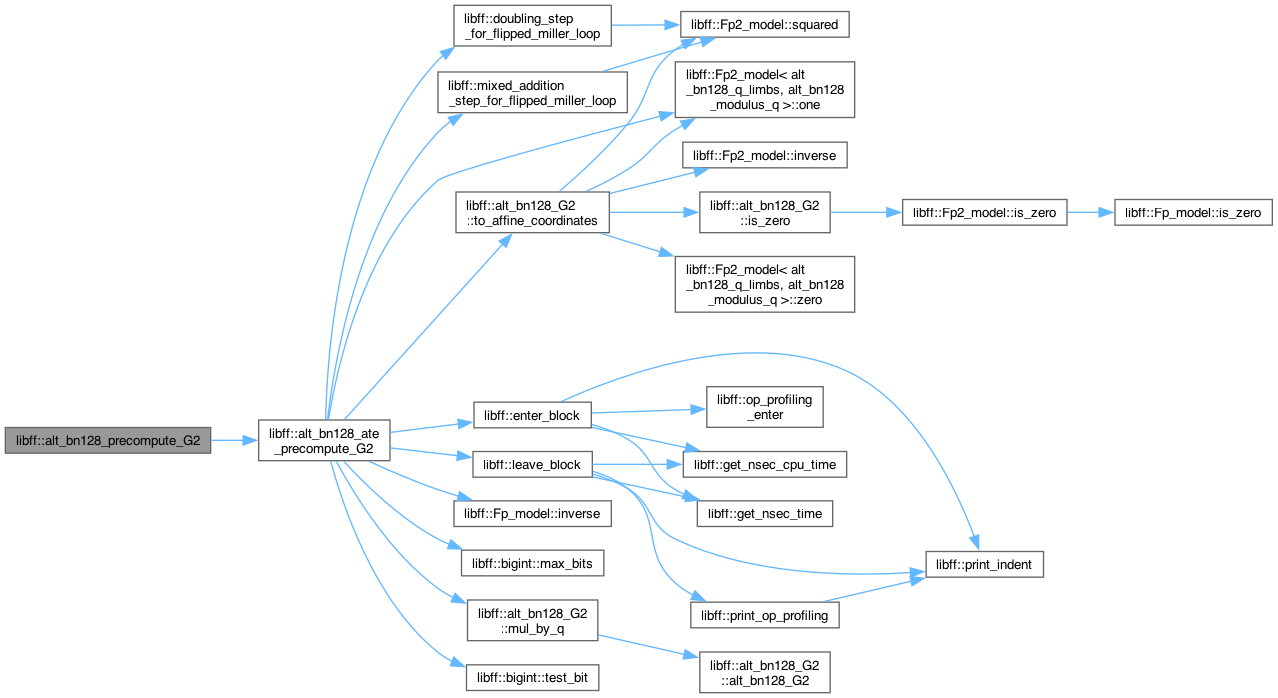 libff::doubling_step
_for_flipped_miller_loop
libff::Fp2_model::squared
libff::mixed_addition
_step_for_flipped_miller_loop
libff::Fp2_model< alt
_bn128_q_limbs, alt_bn128
_modulus_q >::one
libff::Fp2_model::inverse
libff::alt_bn128_G2
::to_affine_coordinates
libff::alt_bn128_G2
::is_zero
libff::Fp2_model::is_zero
libff::Fp_model::is_zero
libff::Fp2_model< alt
_bn128_q_limbs, alt_bn128
_modulus_q >::zero
libff::alt_bn128_precompute_G2
libff::alt_bn128_ate
_precompute_G2
libff::enter_block
libff::op_profiling
_enter
libff::leave_block
libff::get_nsec_cpu_time
libff::Fp_model::inverse
libff::get_nsec_time
libff::bigint::max_bits
libff::print_indent
libff::alt_bn128_G2
::mul_by_q
libff::print_op_profiling
libff::bigint::test_bit
libff::alt_bn128_G2
::alt_bn128_G2